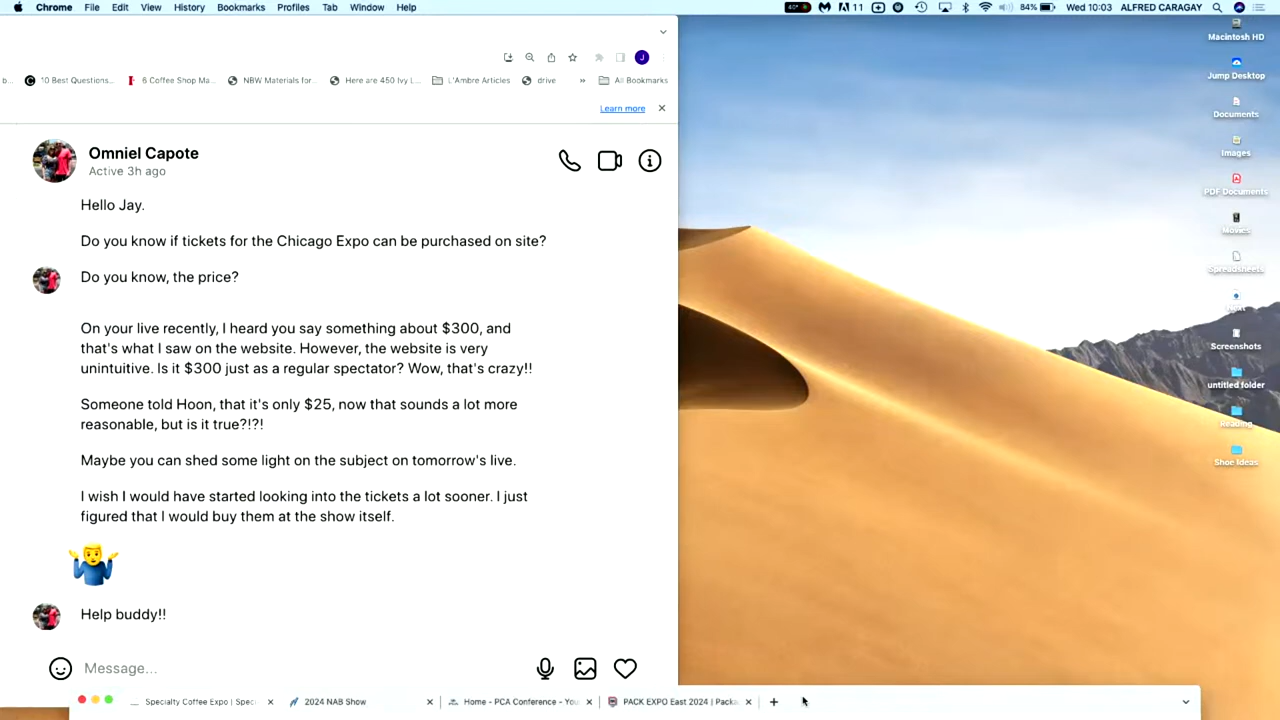 Chrome File Edit View History Bookmarks Profiles Tab Window Help
40° 11 84% Wed 10:03 ALFRED CARAGAY
J
b... 10 Best Questions... 6 Coffee Shop Ma... NBW Materials for... Here are 450 Ivy L... L'Ambre Articles drive » All Bookmarks
Learn more
Omniel Capote
Active 3h ago
Hello Jay.
Do you know if tickets for the Chicago Expo can be purchased on site?
Do you know, the price?
On your live recently, I heard you say something about $300, and
that's what I saw on the website. However, the website is very
unintuitive. Is it $300 just as a regular spectator? Wow, that's crazy!!
Someone told Hoon, that it's only $25, now that sounds a lot more
reasonable, but is it true?!?!
Maybe you can shed some light on the subject on tomorrow's live.
I wish I would have started looking into the tickets a lot sooner. I just
figured that I would buy them at the show itself.
Help buddy!!
Message...
Specialty Coffee Expo | Speci 2024 NAB Show Home - PCA Conference - You PACK EXPO East 2024 | Packa
Macintosh HD
Jump Desktop
Documents
Images
PDF Documents
Movies
Spreadsheets
Screenshots
untitled folder
Reading
Shoe Ideas